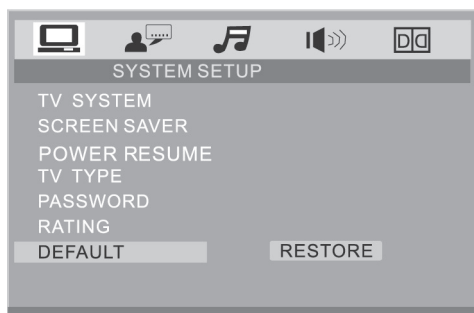 SYSTEM SETUP
TV SYSTEM
SCREEN SAVER
POWER RESUME
TV TYPE
PASSWORD
RATING
DEFAULT RESTORE